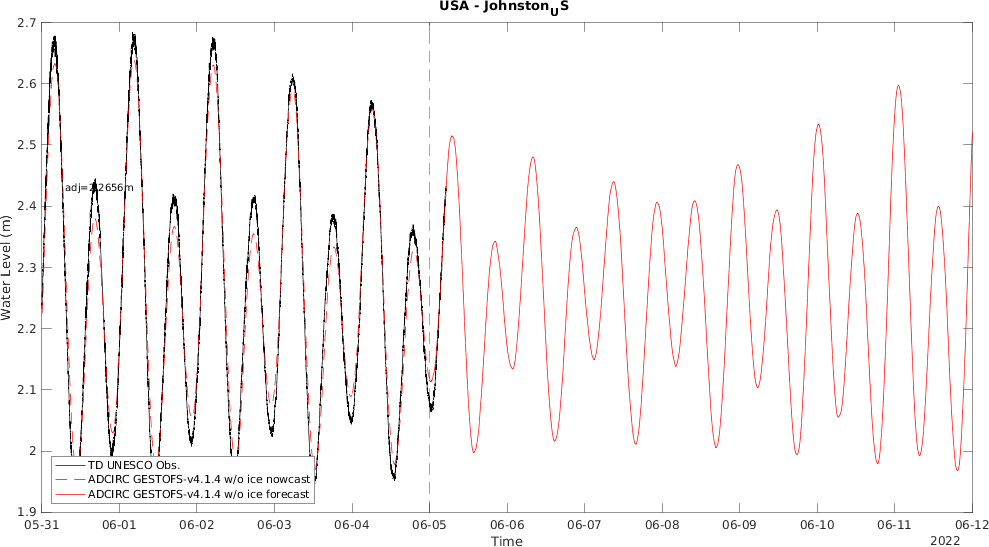 USA - Johnston_US
2.7
2.6
2.5
2.4
2.3
2.2
2.1
2
1.9
Water Level (m)
adj=2.2656m
TD UNESCO Obs.
ADCIRC GESTOFS-v4.1.4 w/o ice nowcast
ADCIRC GESTOFS-v4.1.4 w/o ice forecast
05-31 06-01 06-02 06-03 06-04 06-05 06-06 06-07 06-08 06-09 06-10 06-11 06-12
Time
2022